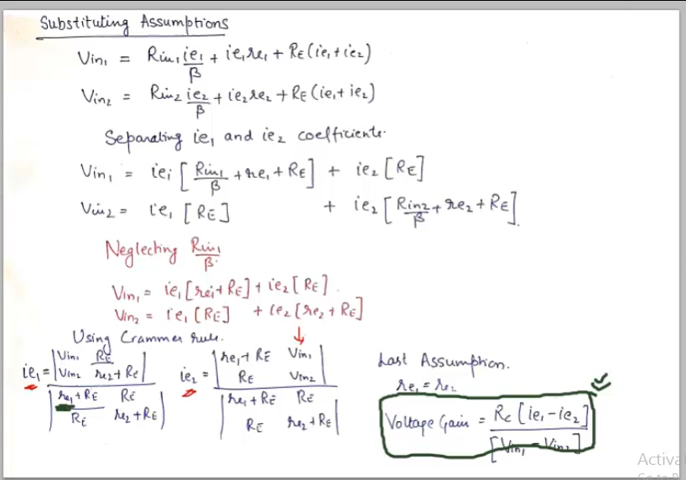 Substituting Assumptions
Vin₁ = Rin₁ ie₁/β + ie₁re₁ + RE(ie₁+ie₂)
Vin₂ = Rin₂ ie₂/β + ie₂re₂ + RE(ie₁+ie₂)
Separating ie₁ and ie₂ coefficients.
Vin₁ = ie₁ [Rin₁/β + re₁ + RE] + ie₂ [RE]
Vin₂ = ie₁ [RE] + ie₂ [Rin₂/β + re₂ + RE]
Neglecting Rin₁/β.
Vin₁ = ie₁[re₁+RE] + ie₂[RE].
Vin₂ = ie₁[RE] + ie₂[re₂+RE]
Using Crammer rule.
ie₁ = |Vin₁ RE|
|Vin₂ re₂+RE|
|re₁+RE RE|
|RE re₂+RE|
ie₂ = |re₁+RE Vin₁|
|RE Vin₂|
|re₁+RE RE|
|RE re₂+RE|
Last Assumption.
re₁ = re₂
Voltage Gain = Rc(ie₁-ie₂)/[Vin₁-Vin₂]
Activa